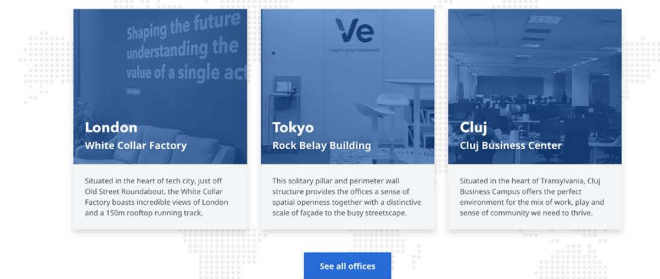 Shaping the future
understanding the
value of a single act
London
White Collar Factory
Situated in the heart of tech city, just off
Old Street Roundabout, the White Collar
Factory boasts incredible views of London
and a 150m rooftop running track.
Ve
Tokyo
Rock Belay Building
This solitary pillar and perimeter wall
structure provides the offices a sense of
spatial openness together with a distinctive
scale of façade to the busy streetscape.
Cluj
Cluj Business Center
Situated in the heart of Transylvania, Cluj
Business Campus offers the perfect
environment for the mix of work, play and
sense of community we need to thrive.
See all offices